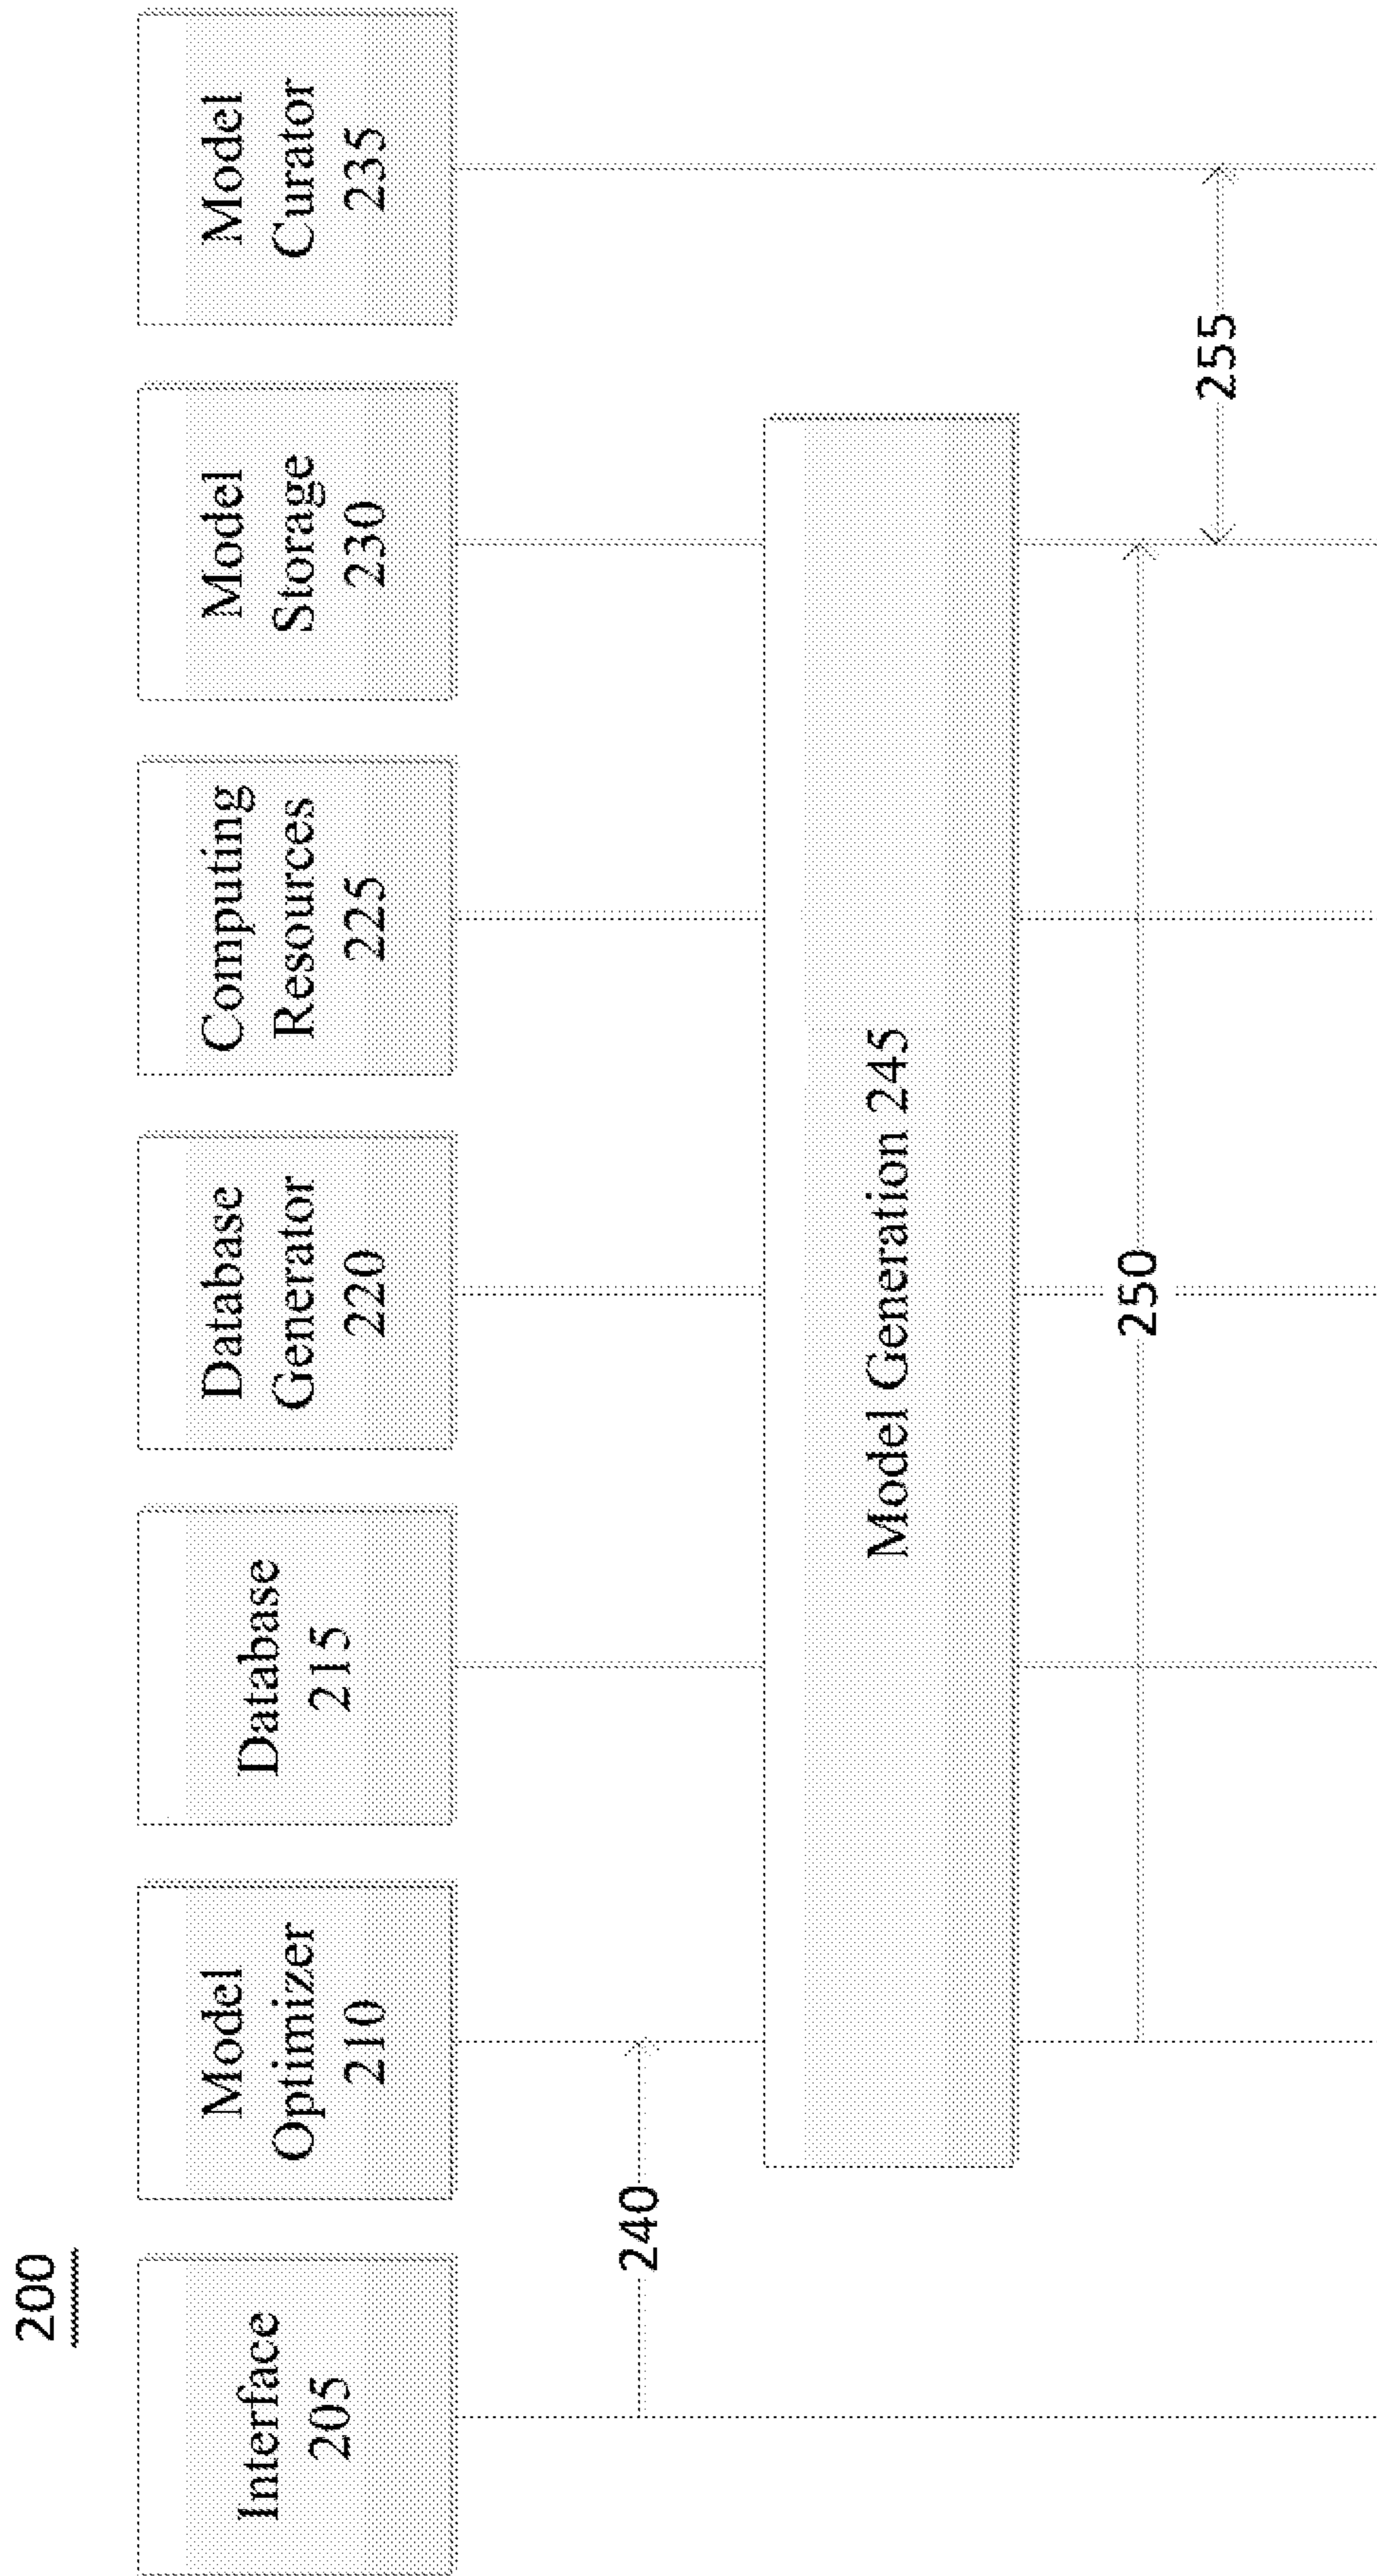 200
Interface
205
Model
Optimizer
210
Database
215
Database
Generator
220
Computing
Resources
225
Model
Storage
230
Model
Curator
235
240
Model Generation 245
250
255